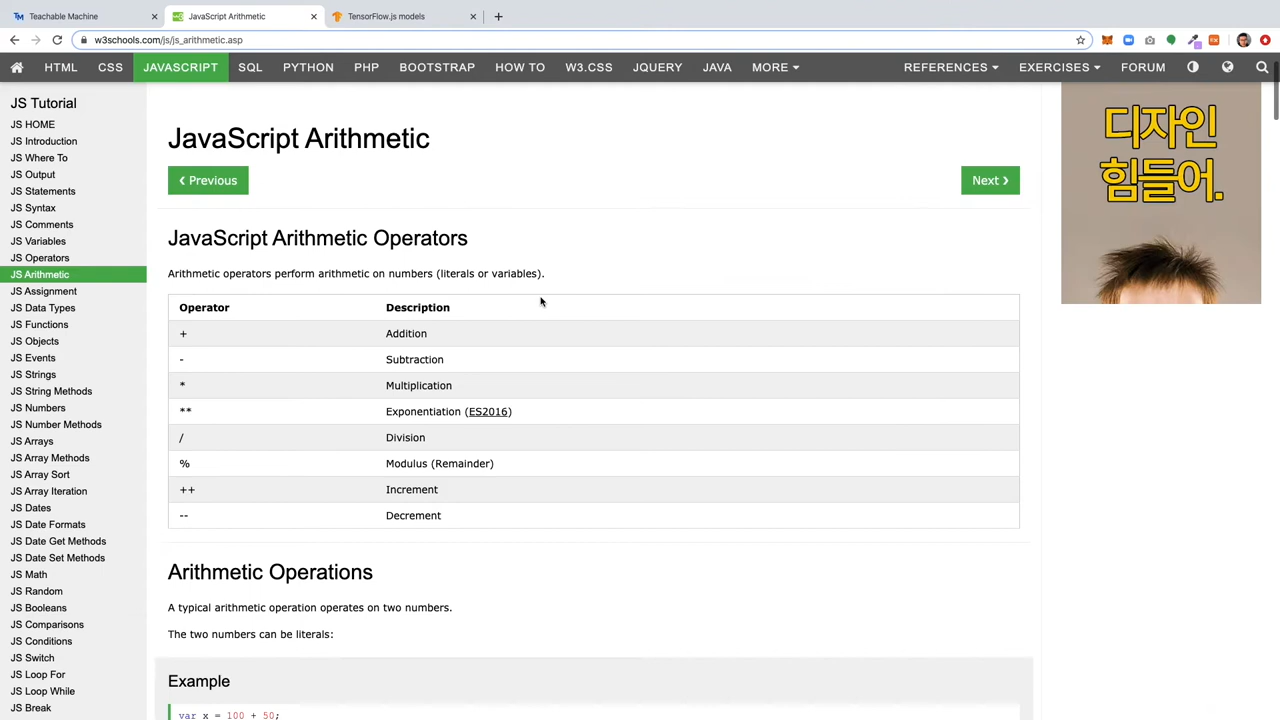 Teachable Machine
JavaScript Arithmetic
TensorFlow.js models
w3schools.com/js/js_arithmetic.asp
HTML CSS JAVASCRIPT SQL PYTHON PHP BOOTSTRAP HOW TO W3.CSS JQUERY JAVA MORE REFERENCES EXERCISES FORUM
JS Tutorial
JS HOME
JS Introduction
JS Where To
JS Output
JS Statements
JS Syntax
JS Comments
JS Variables
JS Operators
JS Arithmetic
JS Assignment
JS Data Types
JS Functions
JS Objects
JS Events
JS Strings
JS String Methods
JS Numbers
JS Number Methods
JS Arrays
JS Array Methods
JS Array Sort
JS Array Iteration
JS Dates
JS Date Formats
JS Date Get Methods
JS Date Set Methods
JS Math
JS Random
JS Booleans
JS Comparisons
JS Conditions
JS Switch
JS Loop For
JS Loop While
JS Break
JavaScript Arithmetic
❮ Previous
Next ❯
JavaScript Arithmetic Operators
Arithmetic operators perform arithmetic on numbers (literals or variables).
Operator Description
+ Addition
- Subtraction
* Multiplication
** Exponentiation (ES2016)
/ Division
% Modulus (Remainder)
++ Increment
-- Decrement
Arithmetic Operations
A typical arithmetic operation operates on two numbers.
The two numbers can be literals:
Example
var x = 100 + 50;
디자인
힘들어.